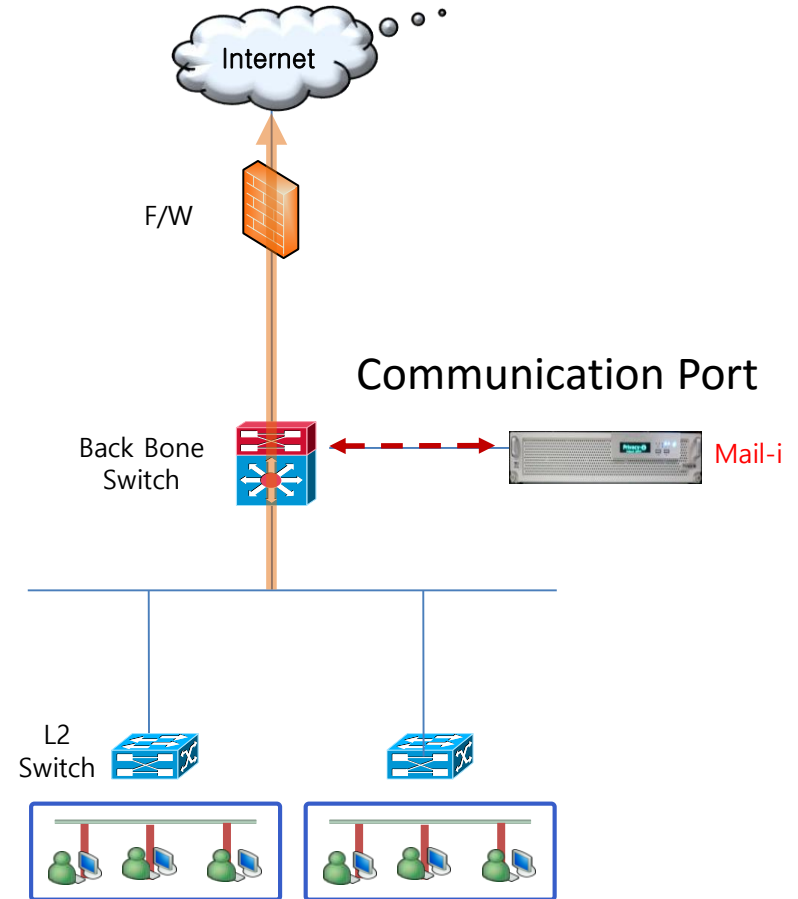 Internet
F/W
Communication Port
Back Bone
Switch
Mail-i
L2
Switch